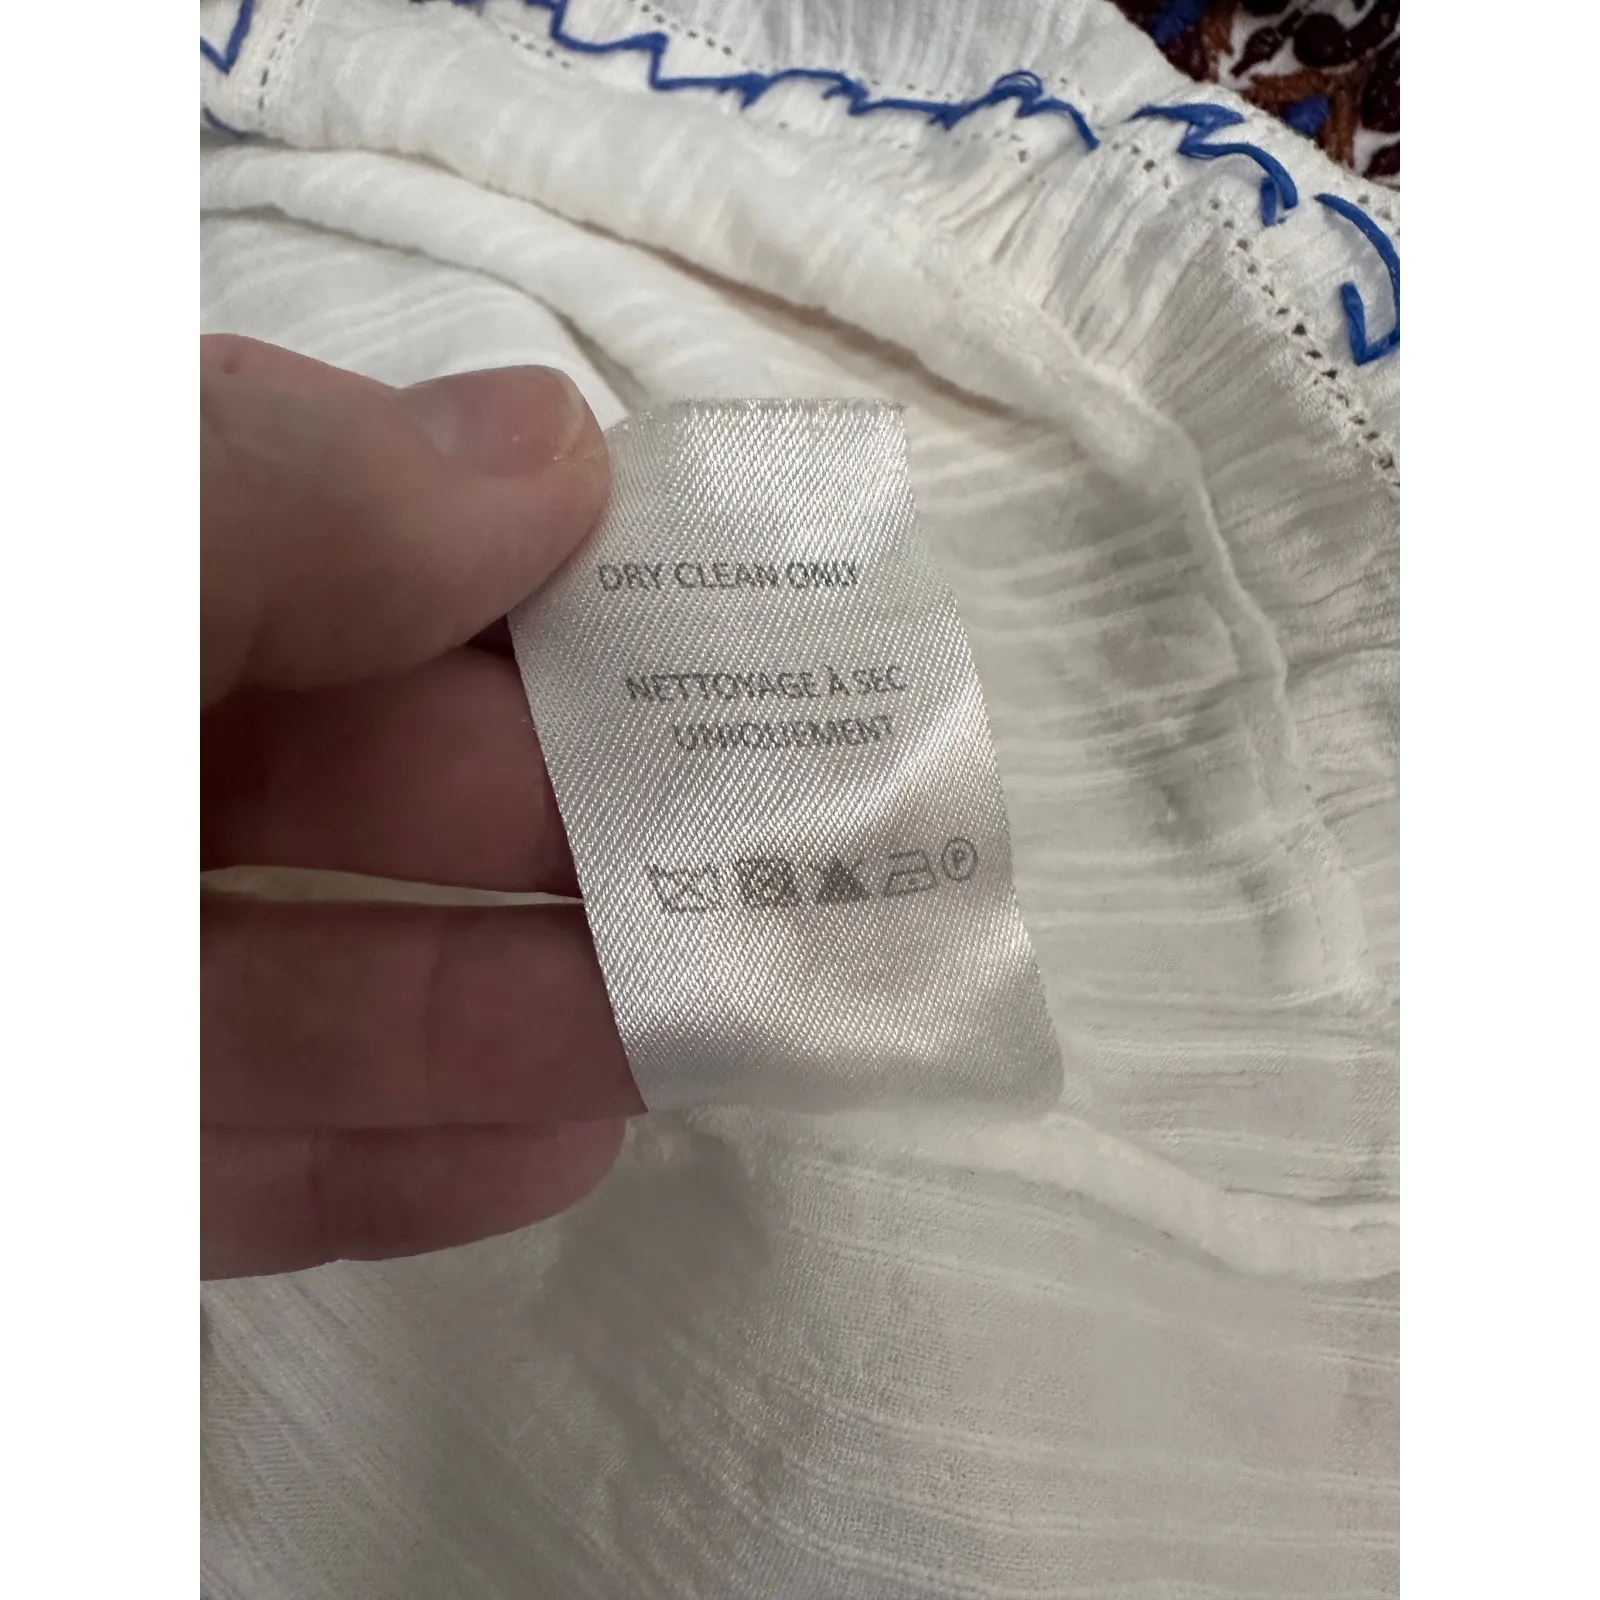 DRY CLEAN ONLY
NETTOYAGE À SEC
UNIQUEMENT
P